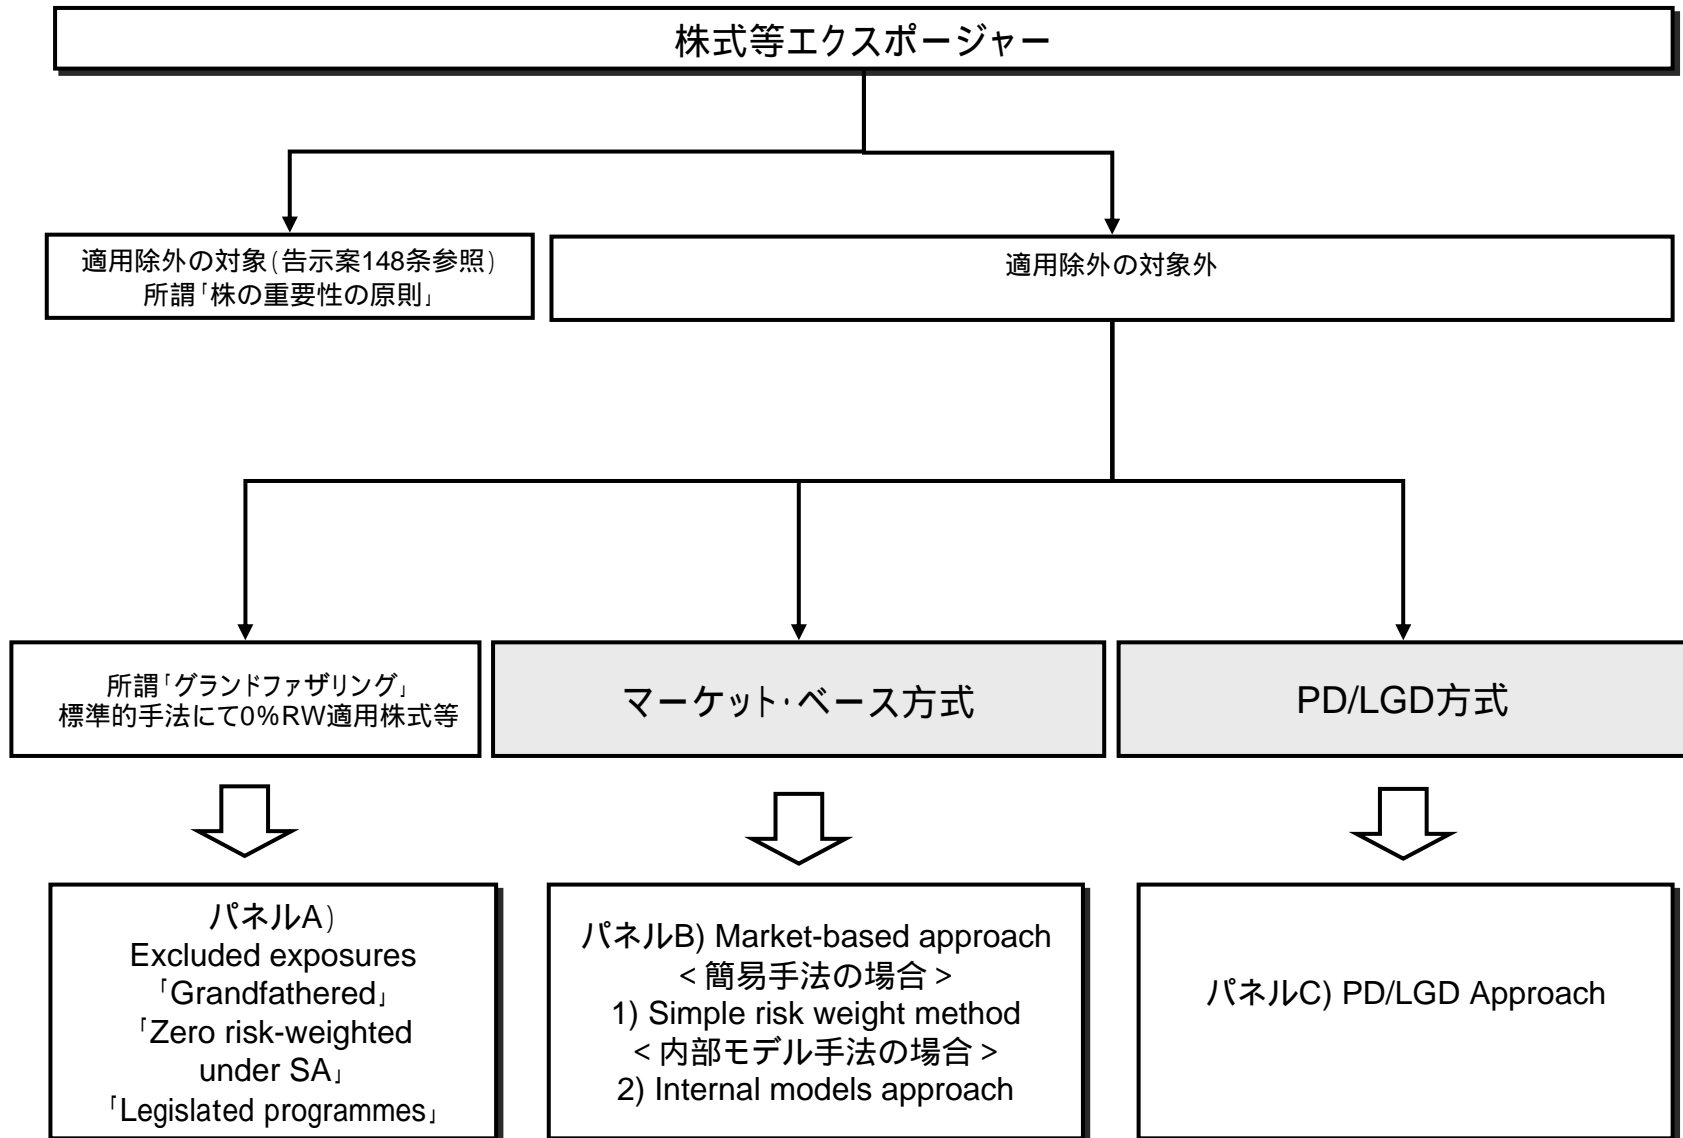 株式等エクスポージャー
適用除外の対象（告示案148条参照）
所謂「株の重要性の原則」
適用除外の対象外
所謂「グランドファザリング」
標準的手法にて0%RW適用株式等
マーケット・ベース方式
PD/LGD方式
パネルA）
Excluded exposures
「Grandfathered」
「Zero risk-weighted
under SA」
「Legislated programmes」
パネルB) Market-based approach
＜簡易手法の場合＞
1) Simple risk weight method
＜内部モデル手法の場合＞
2) Internal models approach
パネルC) PD/LGD Approach